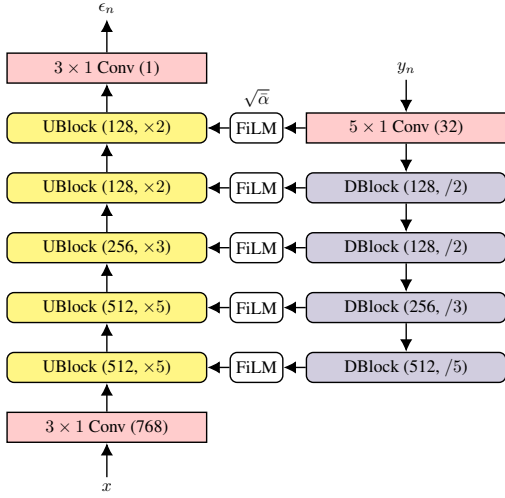 ϵₙ
3 × 1 Conv (1)
yₙ
√ᾱ
UBlock (128, ×2)
FiLM
5 × 1 Conv (32)
UBlock (128, ×2)
FiLM
DBlock (128, /2)
UBlock (256, ×3)
FiLM
DBlock (128, /2)
UBlock (512, ×5)
FiLM
DBlock (256, /3)
UBlock (512, ×5)
FiLM
DBlock (512, /5)
3 × 1 Conv (768)
x